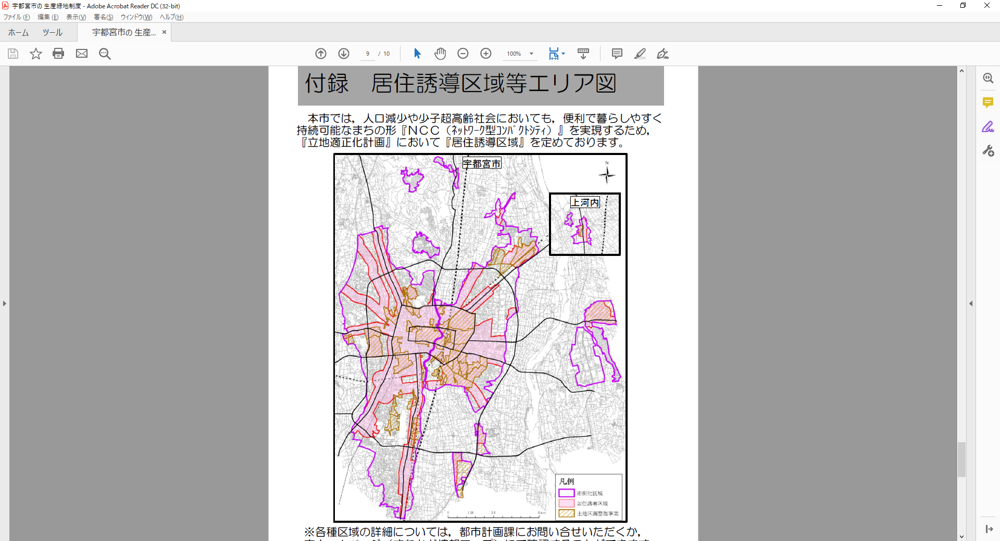 宇都宮市の 生産緑地制度 - Adobe Acrobat Reader DC (32-bit)
ファイル (F) 編集 (E) 表示(V) 署名(S) ウィンドウ(W) ヘルプ(H)
ホーム ツール 宇都宮市の 生産... ×
9 / 10 100%
付録 居住誘導区域等エリア図
本市では，人口減少や少子超高齢社会においても，便利で暮らしやすく
持続可能なまちの形『ＮＣＣ（ﾈｯﾄﾜｰｸ型ｺﾝﾊﾟｸﾄｼﾃｨ）』を実現するため，
『立地適正化計画』において『居住誘導区域』を定めております。
宇都宮市
N
上河内
凡例
市街化区域
居住誘導区域
土地区画整理事業
0 1.25 2.5 5 km
※各種区域の詳細については，都市計画課にお問い合せいただくか，